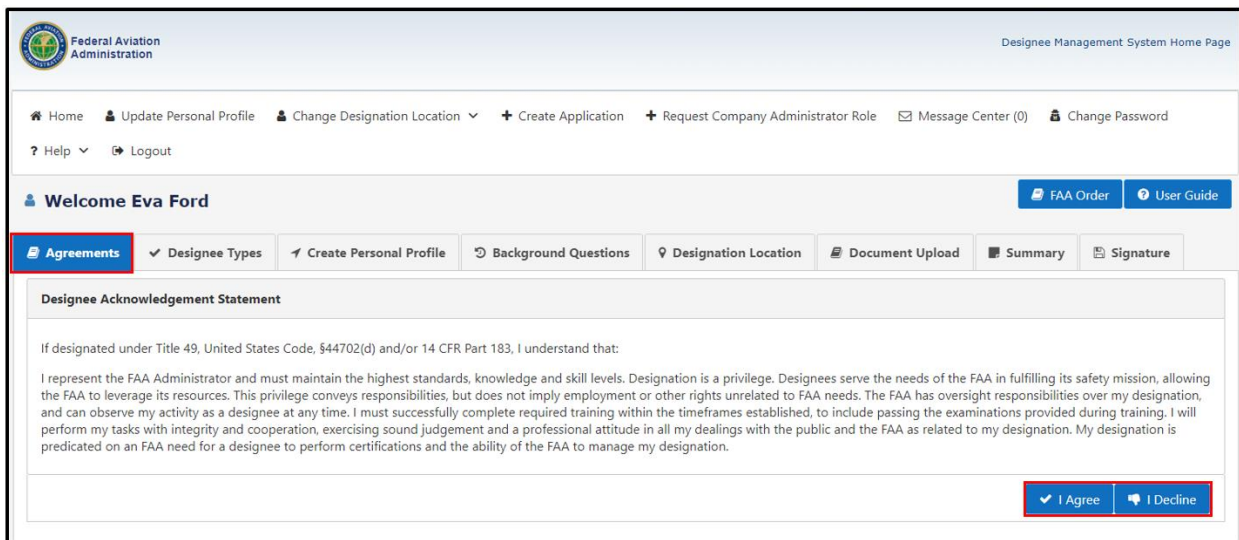 Federal Aviation
Administration
Designee Management System Home Page
Home Update Personal Profile Change Designation Location + Create Application + Request Company Administrator Role Message Center (0) Change Password
? Help Logout
Welcome Eva Ford
FAA Order User Guide
Agreements Designee Types Create Personal Profile Background Questions Designation Location Document Upload Summary Signature
Designee Acknowledgement Statement
If designated under Title 49, United States Code, §44702(d) and/or 14 CFR Part 183, I understand that:
I represent the FAA Administrator and must maintain the highest standards, knowledge and skill levels. Designation is a privilege. Designees serve the needs of the FAA in fulfilling its safety mission, allowing
the FAA to leverage its resources. This privilege conveys responsibilities, but does not imply employment or other rights unrelated to FAA needs. The FAA has oversight responsibilities over my designation,
and can observe my activity as a designee at any time. I must successfully complete required training within the timeframes established, to include passing the examinations provided during training. I will
perform my tasks with integrity and cooperation, exercising sound judgement and a professional attitude in all my dealings with the public and the FAA as related to my designation. My designation is
predicated on an FAA need for a designee to perform certifications and the ability of the FAA to manage my designation.
I Agree I Decline